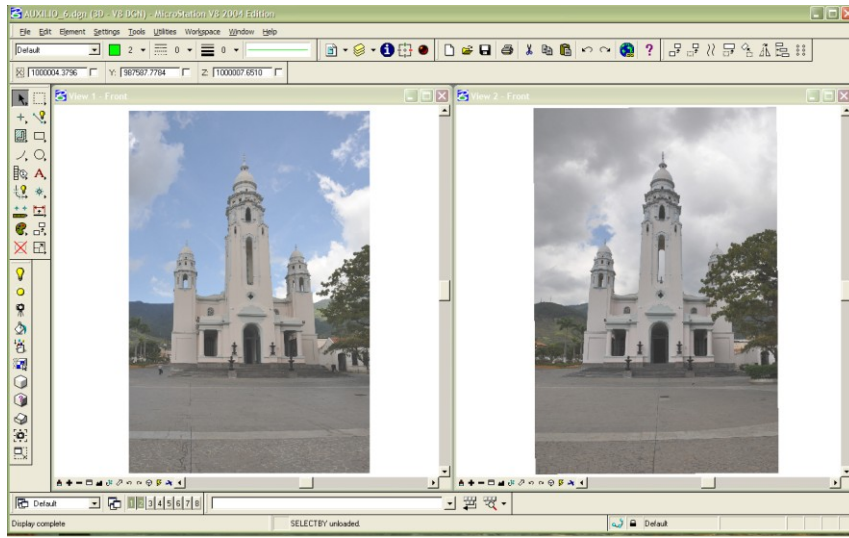 AUXILIO_6.dgn (3D - V8 DGN) - MicroStation V8 2004 Edition
File Edit Element Settings Tools Utilities Workspace Window Help
Default 2 0 0
X: 1000004.3796 Y: 987587.7784 Z: 1000007.6510
View 1 - Front
View 2 - Front
Default 3 4 5 6 7 8
Display complete SELECTBY unloaded. Default